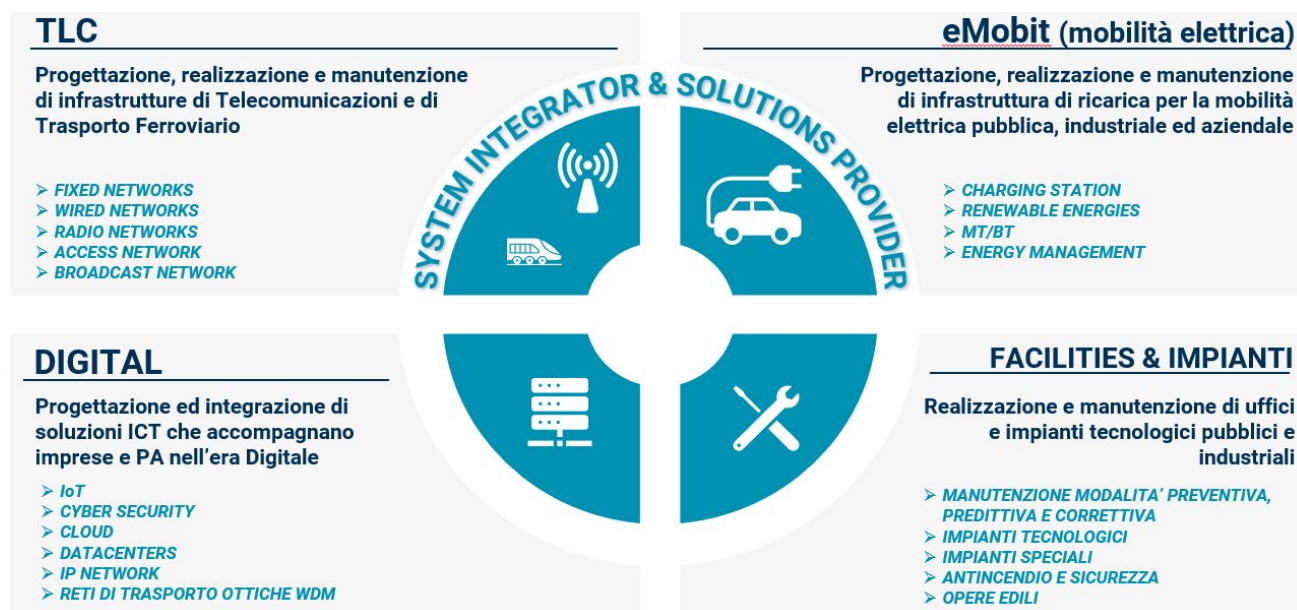 TLC
Progettazione, realizzazione e manutenzione
di infrastrutture di Telecomunicazioni e di
Trasporto Ferroviario
➢ FIXED NETWORKS
➢ WIRED NETWORKS
➢ RADIO NETWORKS
➢ ACCESS NETWORK
➢ BROADCAST NETWORK
eMobit (mobilità elettrica)
Progettazione, realizzazione e manutenzione
di infrastruttura di ricarica per la mobilità
elettrica pubblica, industriale ed aziendale
➢ CHARGING STATION
➢ RENEWABLE ENERGIES
➢ MT/BT
➢ ENERGY MANAGEMENT
SYSTEM INTEGRATOR & SOLUTIONS PROVIDER
DIGITAL
Progettazione ed integrazione di
soluzioni ICT che accompagnano
imprese e PA nell’era Digitale
➢ IoT
➢ CYBER SECURITY
➢ CLOUD
➢ DATACENTERS
➢ IP NETWORK
➢ RETI DI TRASPORTO OTTICHE WDM
FACILITIES & IMPIANTI
Realizzazione e manutenzione di uffici
e impianti tecnologici pubblici e
industriali
➢ MANUTENZIONE MODALITA’ PREVENTIVA,
PREDITTIVA E CORRETTIVA
➢ IMPIANTI TECNOLOGICI
➢ IMPIANTI SPECIALI
➢ ANTINCENDIO E SICUREZZA
➢ OPERE EDILI